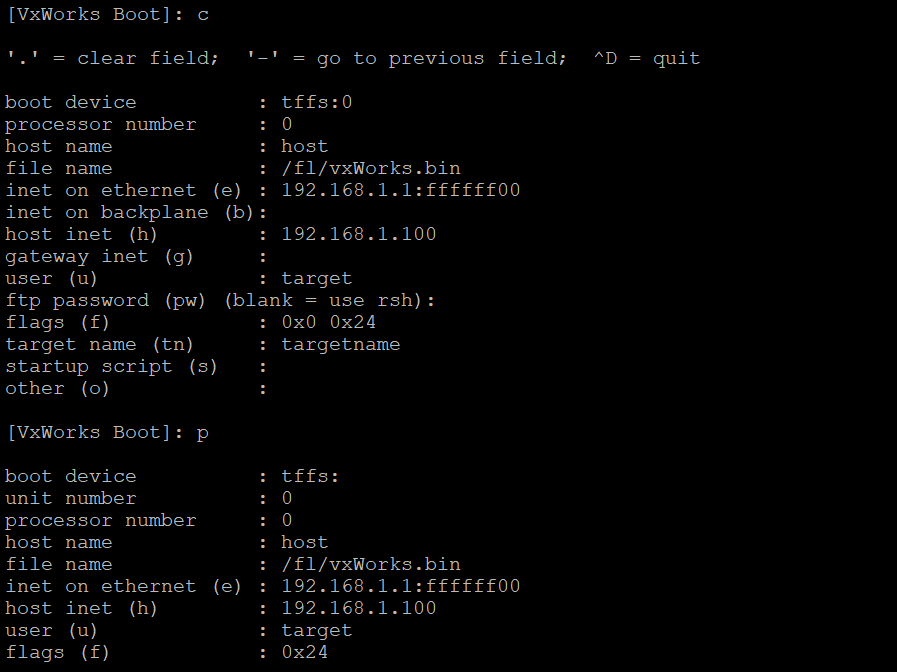 [VxWorks Boot]: c
'.' = clear field;  '-' = go to previous field;  ^D = quit
boot device          : tffs:0
processor number     : 0
host name            : host
file name            : /fl/vxWorks.bin
inet on ethernet (e) : 192.168.1.1:ffffff00
inet on backplane (b):
host inet (h)        : 192.168.1.100
gateway inet (g)     :
user (u)             : target
ftp password (pw) (blank = use rsh):
flags (f)            : 0x0 0x24
target name (tn)     : targetname
startup script (s)   :
other (o)            :
[VxWorks Boot]: p
boot device          : tffs:
unit number          : 0
processor number     : 0
host name            : host
file name            : /fl/vxWorks.bin
inet on ethernet (e) : 192.168.1.1:ffffff00
host inet (h)        : 192.168.1.100
user (u)             : target
flags (f)            : 0x24